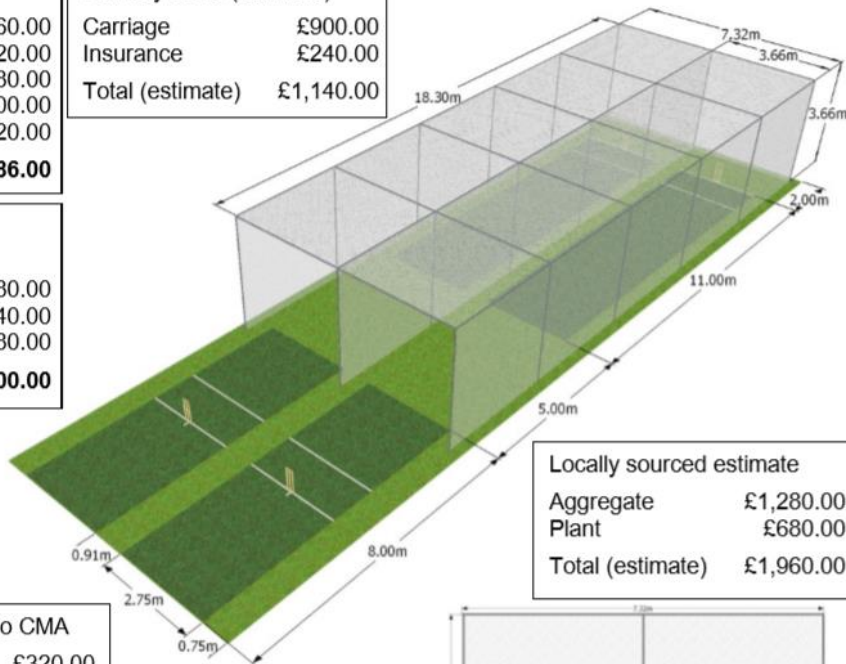 60.00
20.00
30.00
00.00
20.00
36.00
Carriage £900.00
Insurance £240.00
Total (estimate) £1,140.00
30.00
40.00
30.00
00.00
7.32m
3.66m
3.66m
18.30m
2.00m
11.00m
5.00m
8.00m
0.91m
2.75m
0.75m
Locally sourced estimate
Aggregate £1,280.00
Plant £680.00
Total (estimate) £1,960.00
o CMA
£320.00